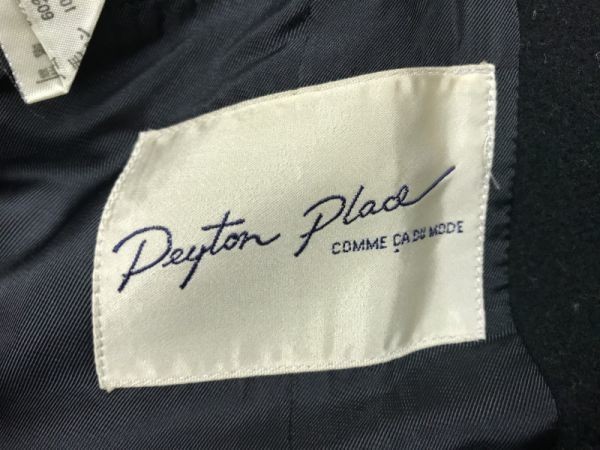 Peyton Place
COMME ÇA DU MODE